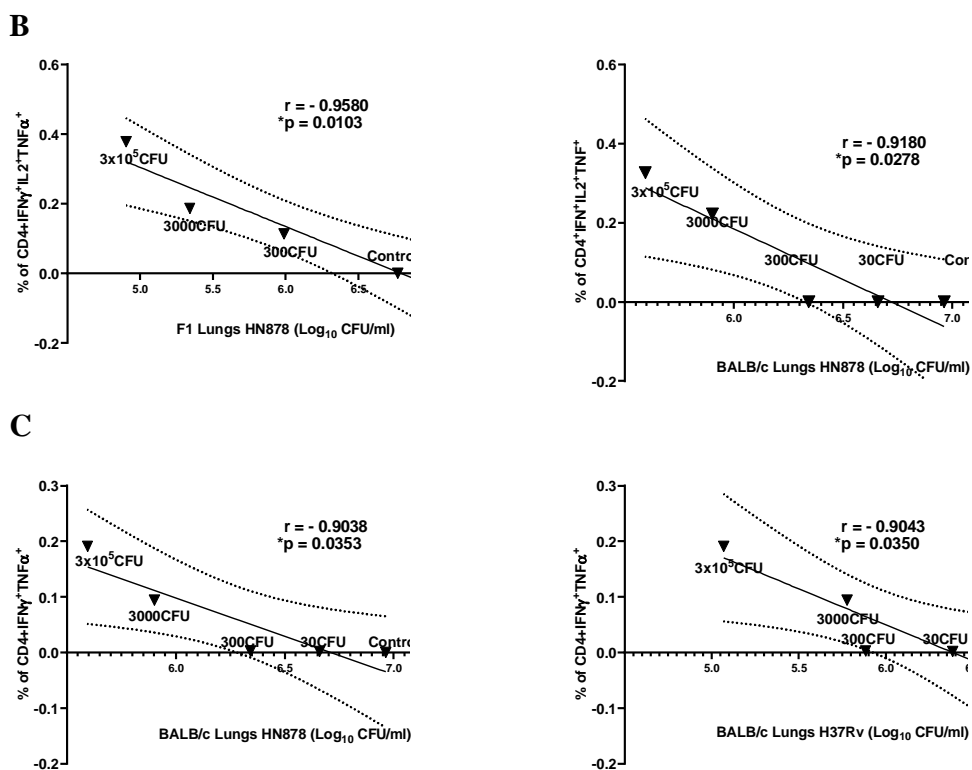 B
0.6
0.4
0.2
0.0
-0.2
% of CD4+IFNγ⁺IL2⁺TNFα⁺
r = - 0.9580
*p = 0.0103
3x10⁵CFU
3000CFU
300CFU
Contro
5.0 5.5 6.0 6.5
F1 Lungs HN878 (Log₁₀ CFU/ml)
0.6
0.4
0.2
0.0
-0.2
% of CD4⁺IFN⁺IL2⁺TNF⁺
r = - 0.9180
*p = 0.0278
3x10⁵CFU
3000CFU
300CFU 30CFU Con
6.0 6.5 7.0
BALB/c Lungs HN878 (Log₁₀ CFU/ml)
C
0.3
0.2
0.1
0.0
-0.1
-0.2
% of CD4+IFNγ⁺TNFα⁺
r = - 0.9038
*p = 0.0353
3x10⁵CFU
3000CFU
300CFU 30CFU Contro
6.0 6.5 7.0
BALB/c Lungs HN878 (Log₁₀ CFU/ml)
0.3
0.2
0.1
0.0
-0.1
-0.2
% of CD4+IFNγ⁺TNFα⁺
r = - 0.9043
*p = 0.0350
3x10⁵CFU
3000CFU
300CFU 30CFU
5.0 5.5 6.0 6
BALB/c Lungs H37Rv (Log₁₀ CFU/ml)